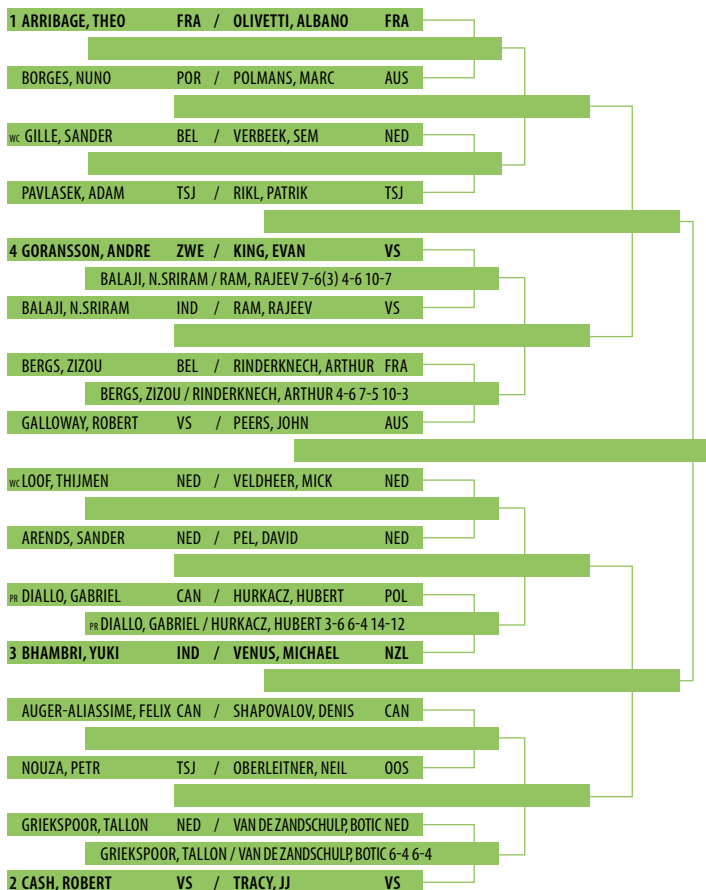 1 ARRIBAGE, THEO FRA / OLIVETTI, ALBANO FRA
BORGES, NUNO POR / POLMANS, MARC AUS
WC GILLE, SANDER BEL / VERBEEK, SEM NED
PAVLASEK, ADAM TSJ / RIKL, PATRIK TSJ
4 GORANSSON, ANDRE ZWE / KING, EVAN VS
BALAJI, N.SRIRAM / RAM, RAJEEV 7-6(3) 4-6 10-7
BALAJI, N.SRIRAM IND / RAM, RAJEEV VS
BERGS, ZIZOU BEL / RINDERKNECH, ARTHUR FRA
BERGS, ZIZOU / RINDERKNECH, ARTHUR 4-6 7-5 10-3
GALLOWAY, ROBERT VS / PEERS, JOHN AUS
WC LOOF, THIJMEN NED / VELDHEER, MICK NED
ARENDS, SANDER NED / PEL, DAVID NED
PR DIALLO, GABRIEL CAN / HURKACZ, HUBERT POL
PR DIALLO, GABRIEL / HURKACZ, HUBERT 3-6 6-4 14-12
3 BHAMBRI, YUKI IND / VENUS, MICHAEL NZL
AUGER-ALIASSIME, FELIX CAN / SHAPOVALOV, DENIS CAN
NOUZA, PETR TSJ / OBERLEITNER, NEIL OOS
GRIEKSPOOR, TALLON NED / VAN DE ZANDSCHULP, BOTIC NED
GRIEKSPOOR, TALLON / VAN DE ZANDSCHULP, BOTIC 6-4 6-4
2 CASH, ROBERT VS / TRACY, JJ VS